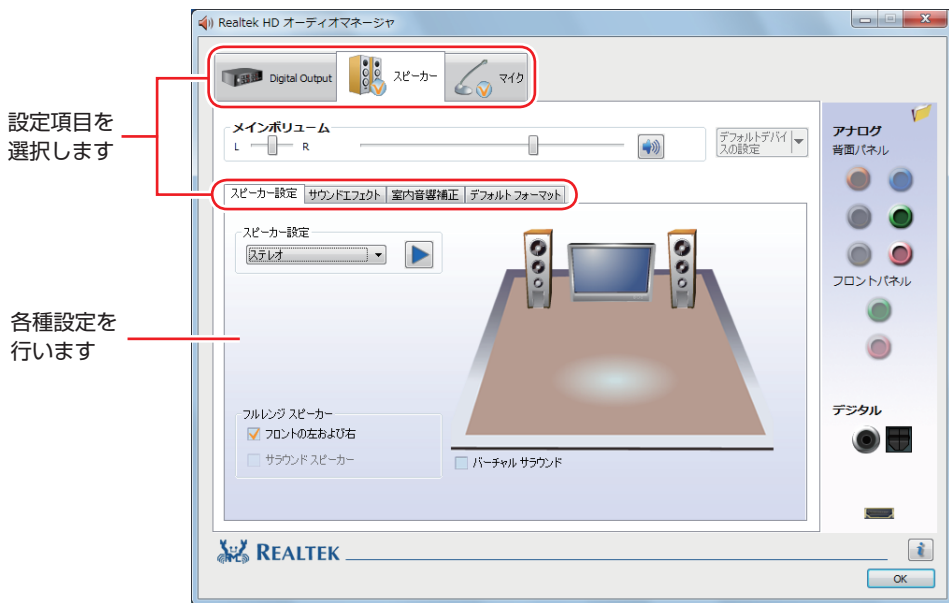 Realtek HD オーディオマネージャ
Digital Output
スピーカー
マイク
設定項目を
選択します
メインボリューム
L
R
デフォルトデバイ
スの設定
スピーカー設定
サウンドエフェクト
室内音響補正
デフォルト フォーマット
スピーカー設定
ステレオ
各種設定を
行います
フルレンジ スピーカー
フロントの左および右
サラウンド スピーカー
バーチャル サラウンド
アナログ
背面パネル
フロントパネル
デジタル
REALTEK
i
OK